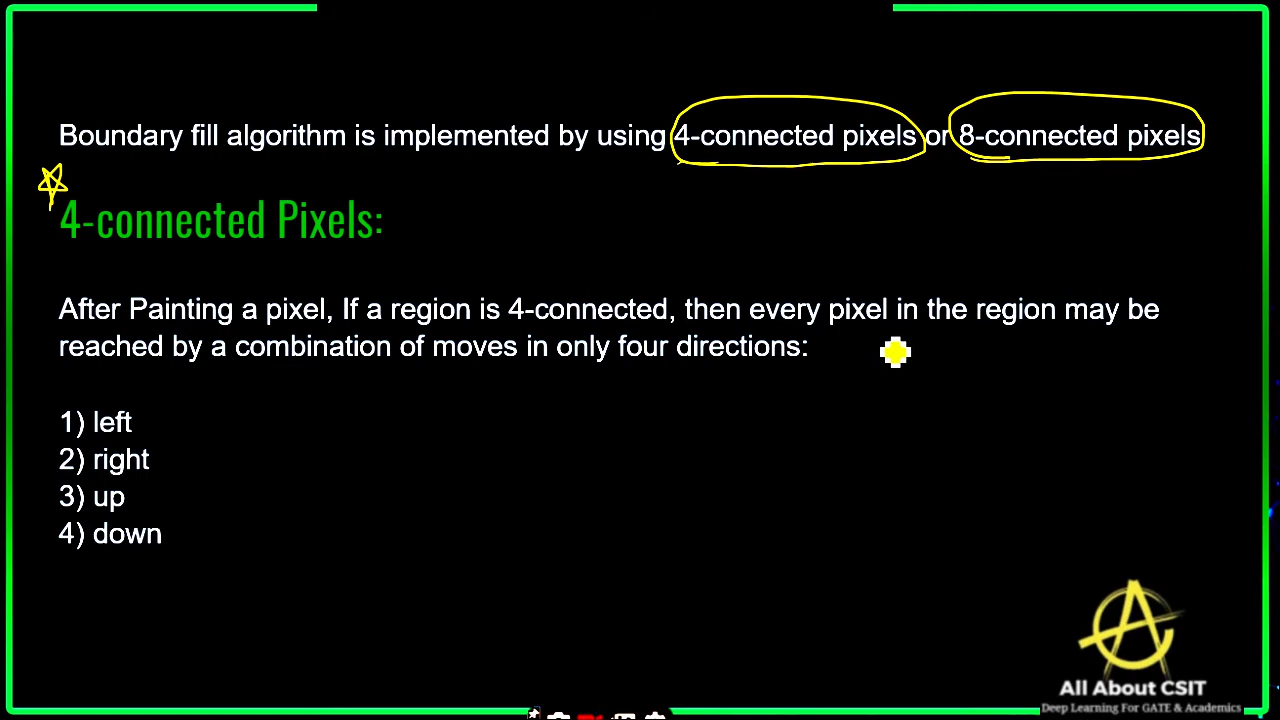 Boundary fill algorithm is implemented by using 4-connected pixels or 8-connected pixels
4-connected Pixels:
After Painting a pixel, If a region is 4-connected, then every pixel in the region may be
reached by a combination of moves in only four directions:
1) left
2) right
3) up
4) down
All About CSIT
Deep Learning For GATE & Academics